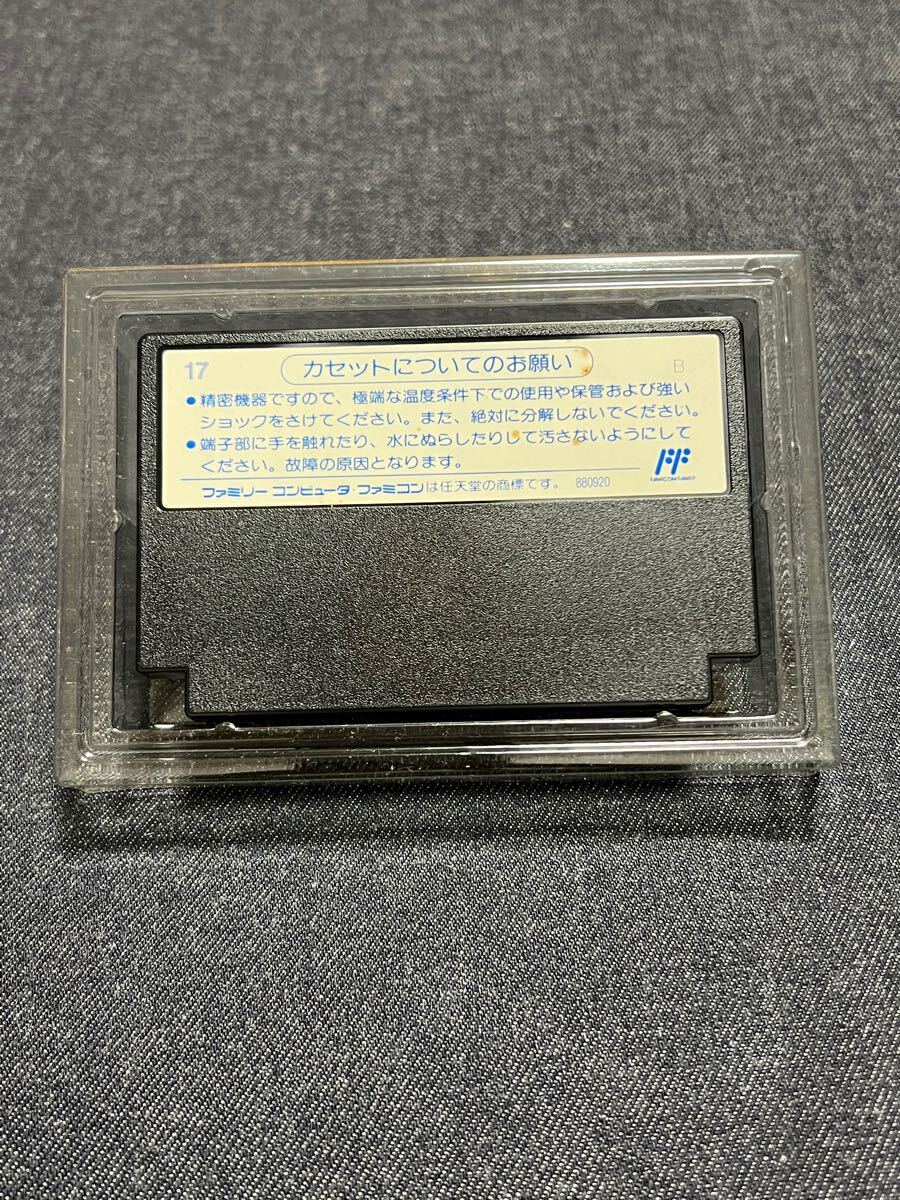 17 カセットについてのお願い B
●精密機器ですので、極端な温度条件下での使用や保管および強い
ショックをさけてください。また、絶対に分解しないでください。
●端子部に手を触れたり、水にぬらしたりして汚さないようにして
ください。故障の原因となります。
FF
FAMICOM FAMILY
ファミリー コンピュータ・ファミコンは任天堂の商標です。 880920